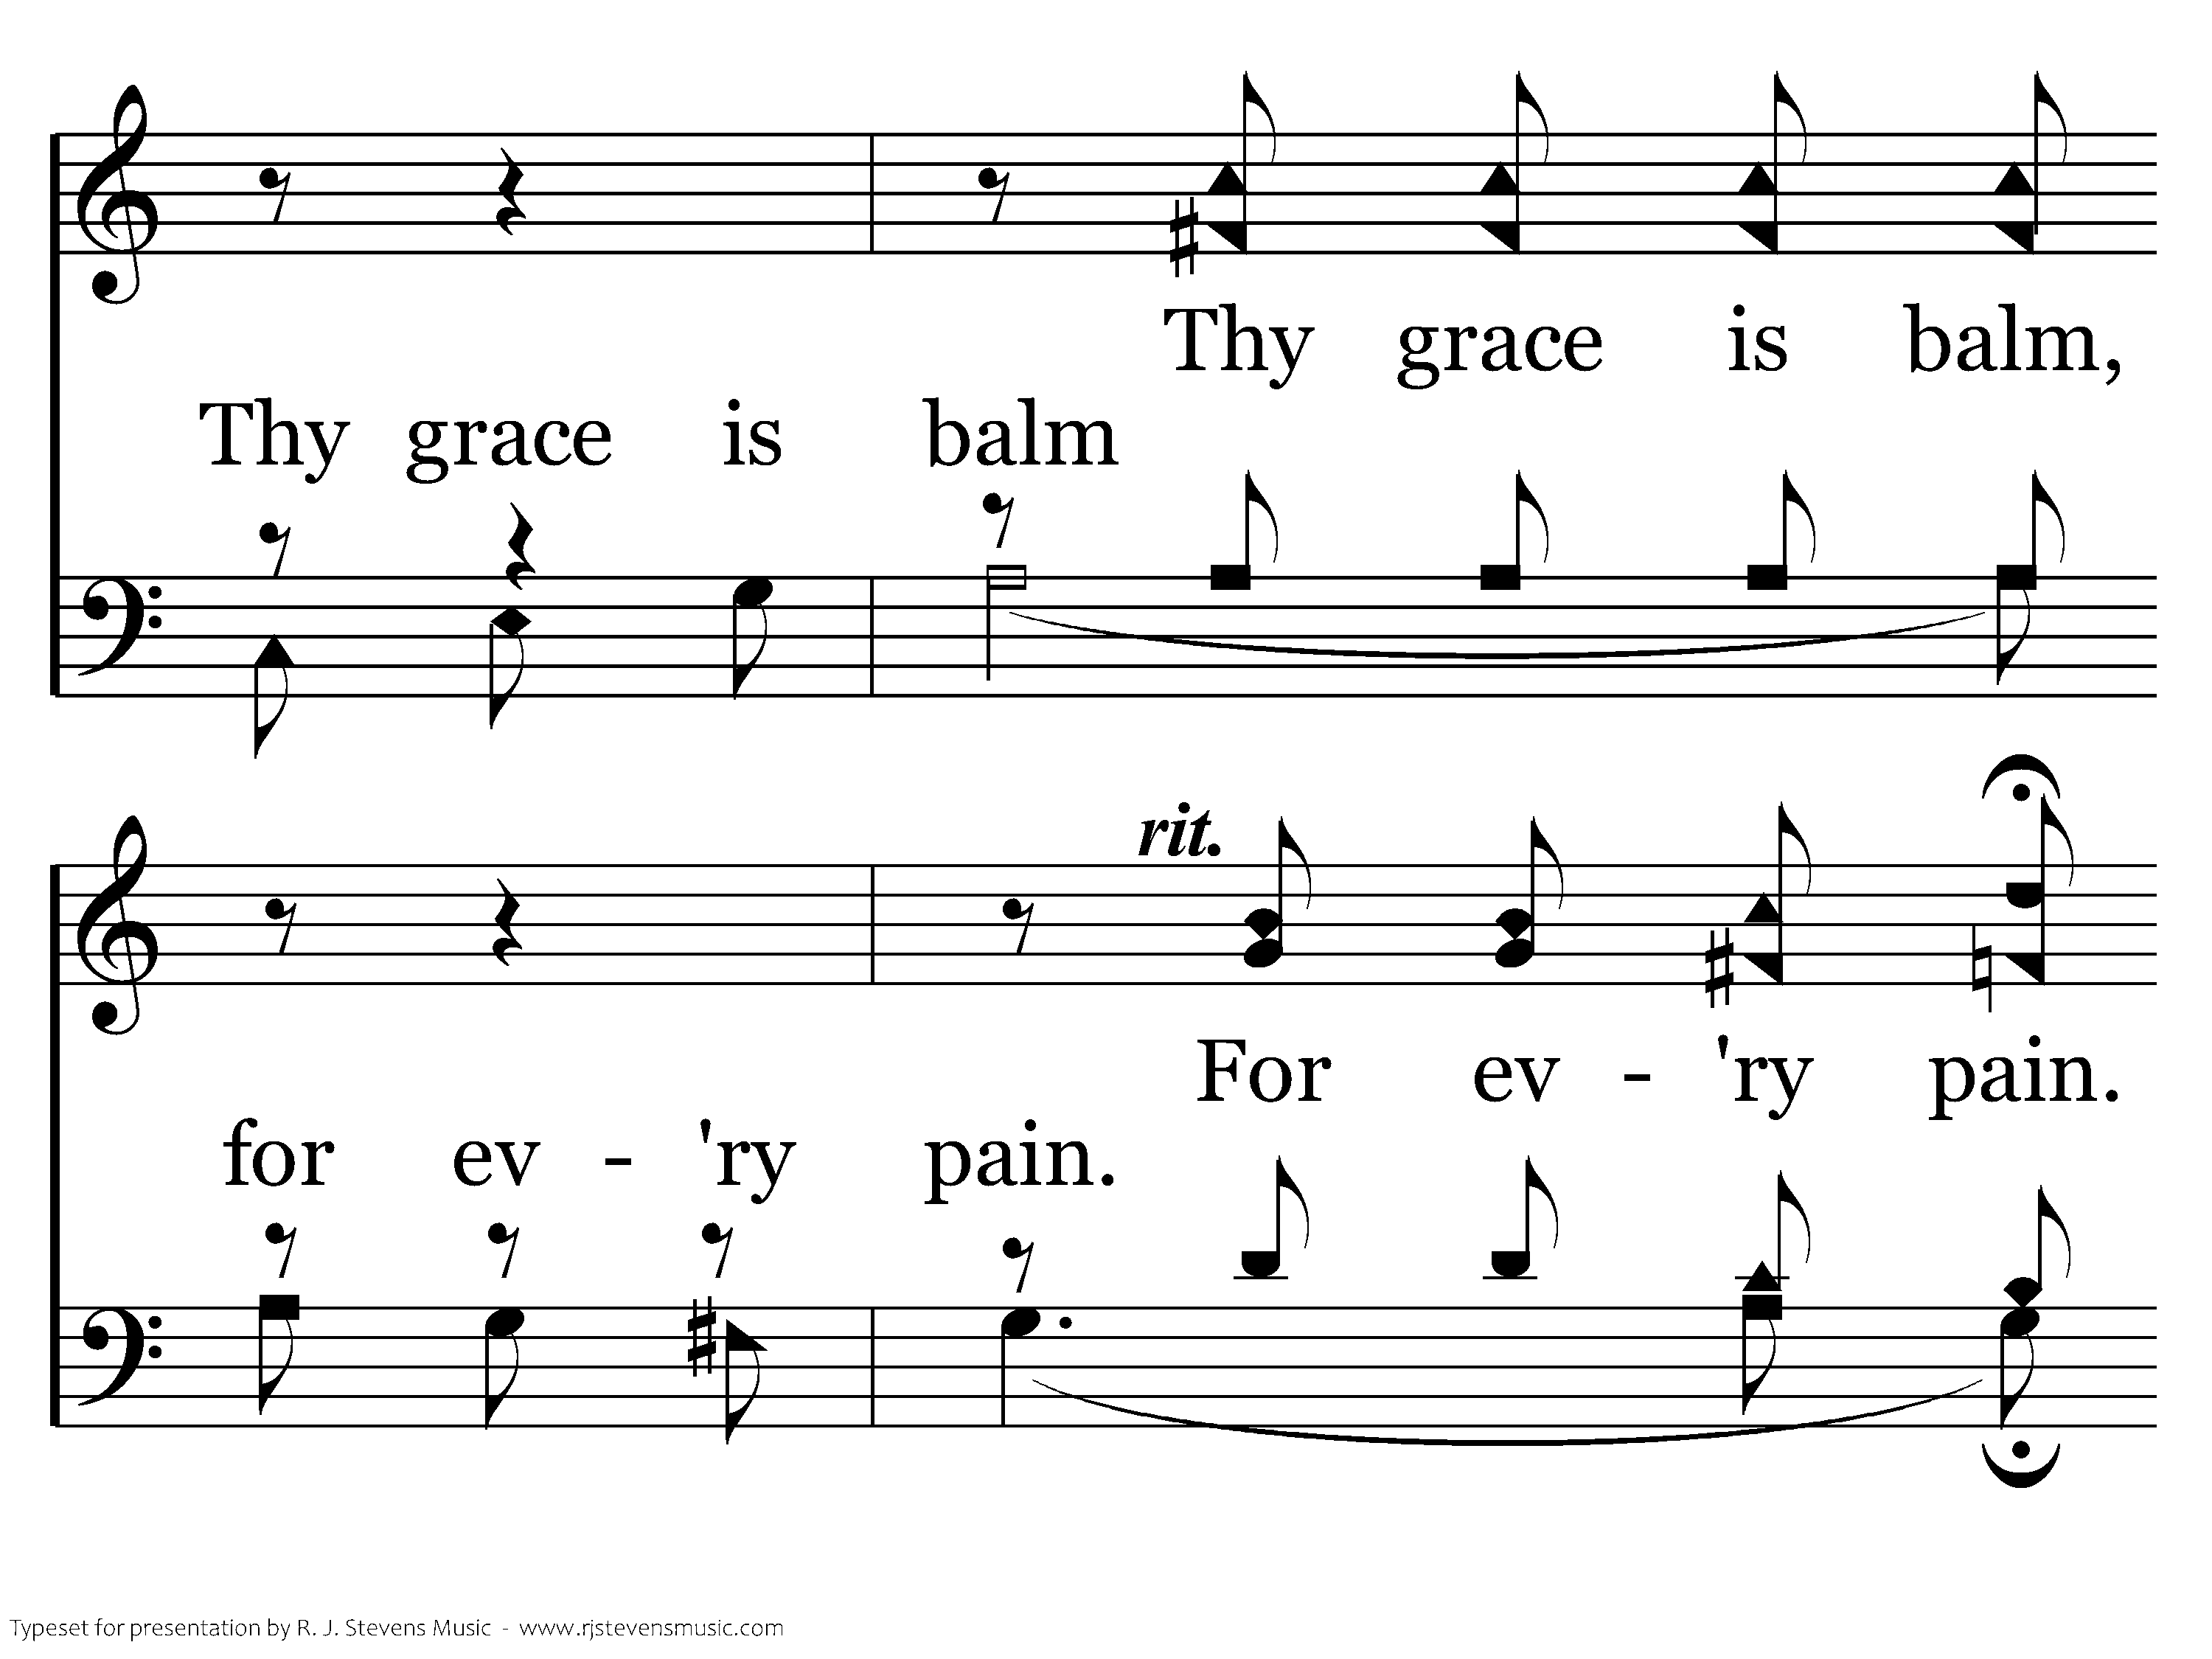 Thy grace is balm,
Thy grace is balm
rit.
For ev - 'ry pain.
for ev - 'ry pain.
Typeset for presentation by R. J. Stevens Music - www.rjstevensmusic.com